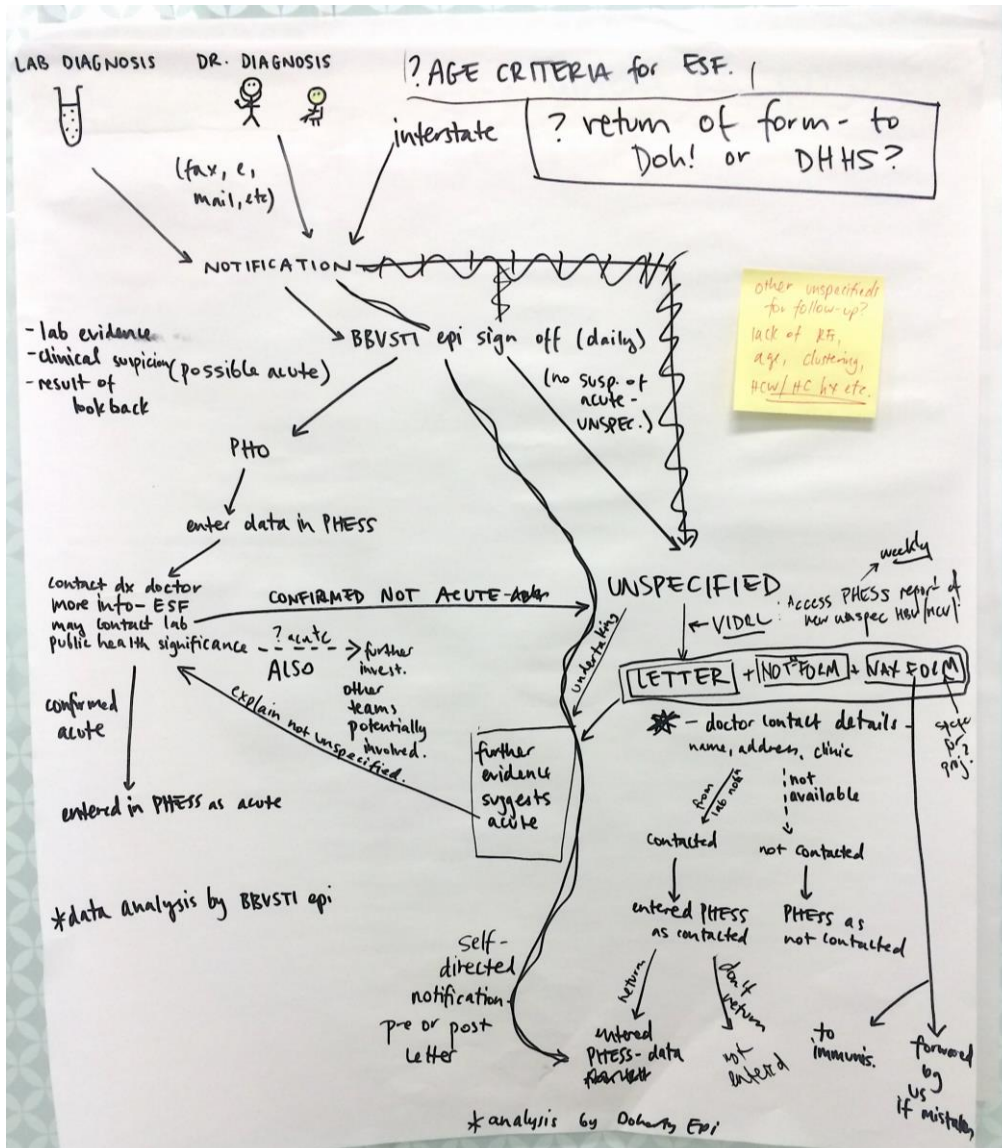 LAB DIAGNOSIS
DR. DIAGNOSIS
? AGE CRITERIA for ESF.
? return of form - to
Doh! or DHHS?
interstate
(fax, e,
mail, etc)
NOTIFICATION
other unspecifieds
for follow-up?
lack of RF,
age, clustering,
HCW/HC hx etc.
- lab evidence
- clinical suspicion (possible acute)
- result of
look back
BBVSTI epi sign off (daily)
(no susp. of
acute -
UNSPEC.)
PHO
enter data in PHESS
contact dx doctor
more info - ESF
may contact lab
public health significance
CONFIRMED NOT ACUTE
? acute
ALSO
further
invest.
other
teams
potentially
involved.
explain not unspecified.
confirmed
acute
entered in PHESS as acute
*data analysis by BBVSTI epi
UNSPECIFIED
undertaking
weekly
VIDRL : Access PHESS report of
new unspec HBV/HCV
LETTER + NOT FORM + VAX FORM
* - doctor contact details -
name, address, clinic
state
or
proj?
further
evidence
suggests
acute
from
lab notifs
not
available
contacted
not contacted
entered PHESS
as contacted
PHESS as
not contacted
return
don't
return
self-
directed
notification
pre or post
letter
entered
PHESS - data
not
entered
to
immunis.
forwarded
by
us
if mistaken
*analysis by Doherty Epi